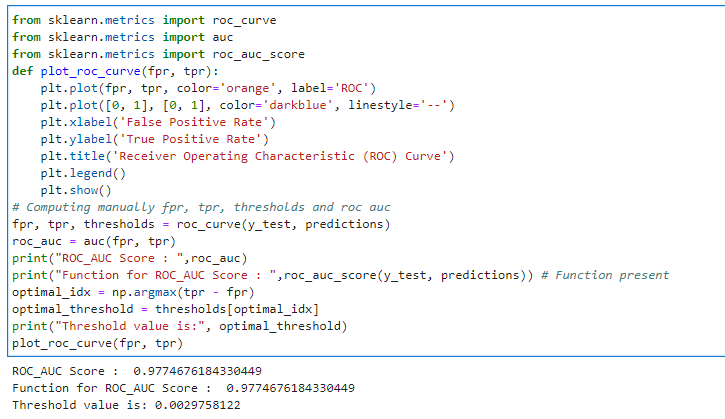 from sklearn.metrics import roc_curve
from sklearn.metrics import auc
from sklearn.metrics import roc_auc_score
def plot_roc_curve(fpr, tpr):
    plt.plot(fpr, tpr, color='orange', label='ROC')
    plt.plot([0, 1], [0, 1], color='darkblue', linestyle='--')
    plt.xlabel('False Positive Rate')
    plt.ylabel('True Positive Rate')
    plt.title('Receiver Operating Characteristic (ROC) Curve')
    plt.legend()
    plt.show()
# Computing manually fpr, tpr, thresholds and roc auc
fpr, tpr, thresholds = roc_curve(y_test, predictions)
roc_auc = auc(fpr, tpr)
print("ROC_AUC Score : ",roc_auc)
print("Function for ROC_AUC Score : ",roc_auc_score(y_test, predictions)) # Function present
optimal_idx = np.argmax(tpr - fpr)
optimal_threshold = thresholds[optimal_idx]
print("Threshold value is:", optimal_threshold)
plot_roc_curve(fpr, tpr)
ROC_AUC Score :  0.9774676184330449
Function for ROC_AUC Score :  0.9774676184330449
Threshold value is: 0.0029758122